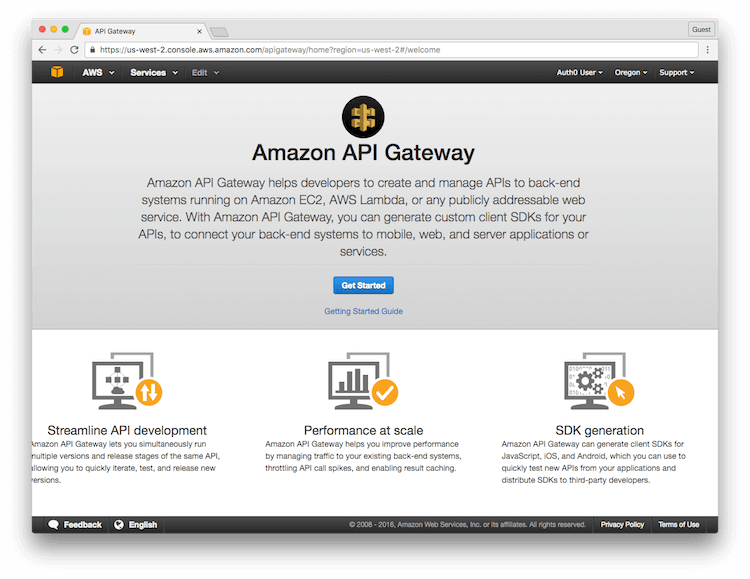 API Gateway
Guest
https://us-west-2.console.aws.amazon.com/apigateway/home?region=us-west-2#/welcome
AWS Services Edit Auth0 User Oregon Support
Amazon API Gateway
Amazon API Gateway helps developers to create and manage APIs to back-end
systems running on Amazon EC2, AWS Lambda, or any publicly addressable web
service. With Amazon API Gateway, you can generate custom client SDKs for your
APIs, to connect your back-end systems to mobile, web, and server applications or
services.
Get Started
Getting Started Guide
Streamline API development
Amazon API Gateway lets you simultaneously run
multiple versions and release stages of the same API,
allowing you to quickly iterate, test, and release new
versions.
Performance at scale
Amazon API Gateway helps you improve performance
by managing traffic to your existing back-end systems,
throttling API call spikes, and enabling result caching.
SDK generation
Amazon API Gateway can generate client SDKs for
JavaScript, iOS, and Android, which you can use to
quickly test new APIs from your applications and
distribute SDKs to third-party developers.
Feedback English © 2008 - 2016, Amazon Web Services, Inc. or its affiliates. All rights reserved. Privacy Policy Terms of Use